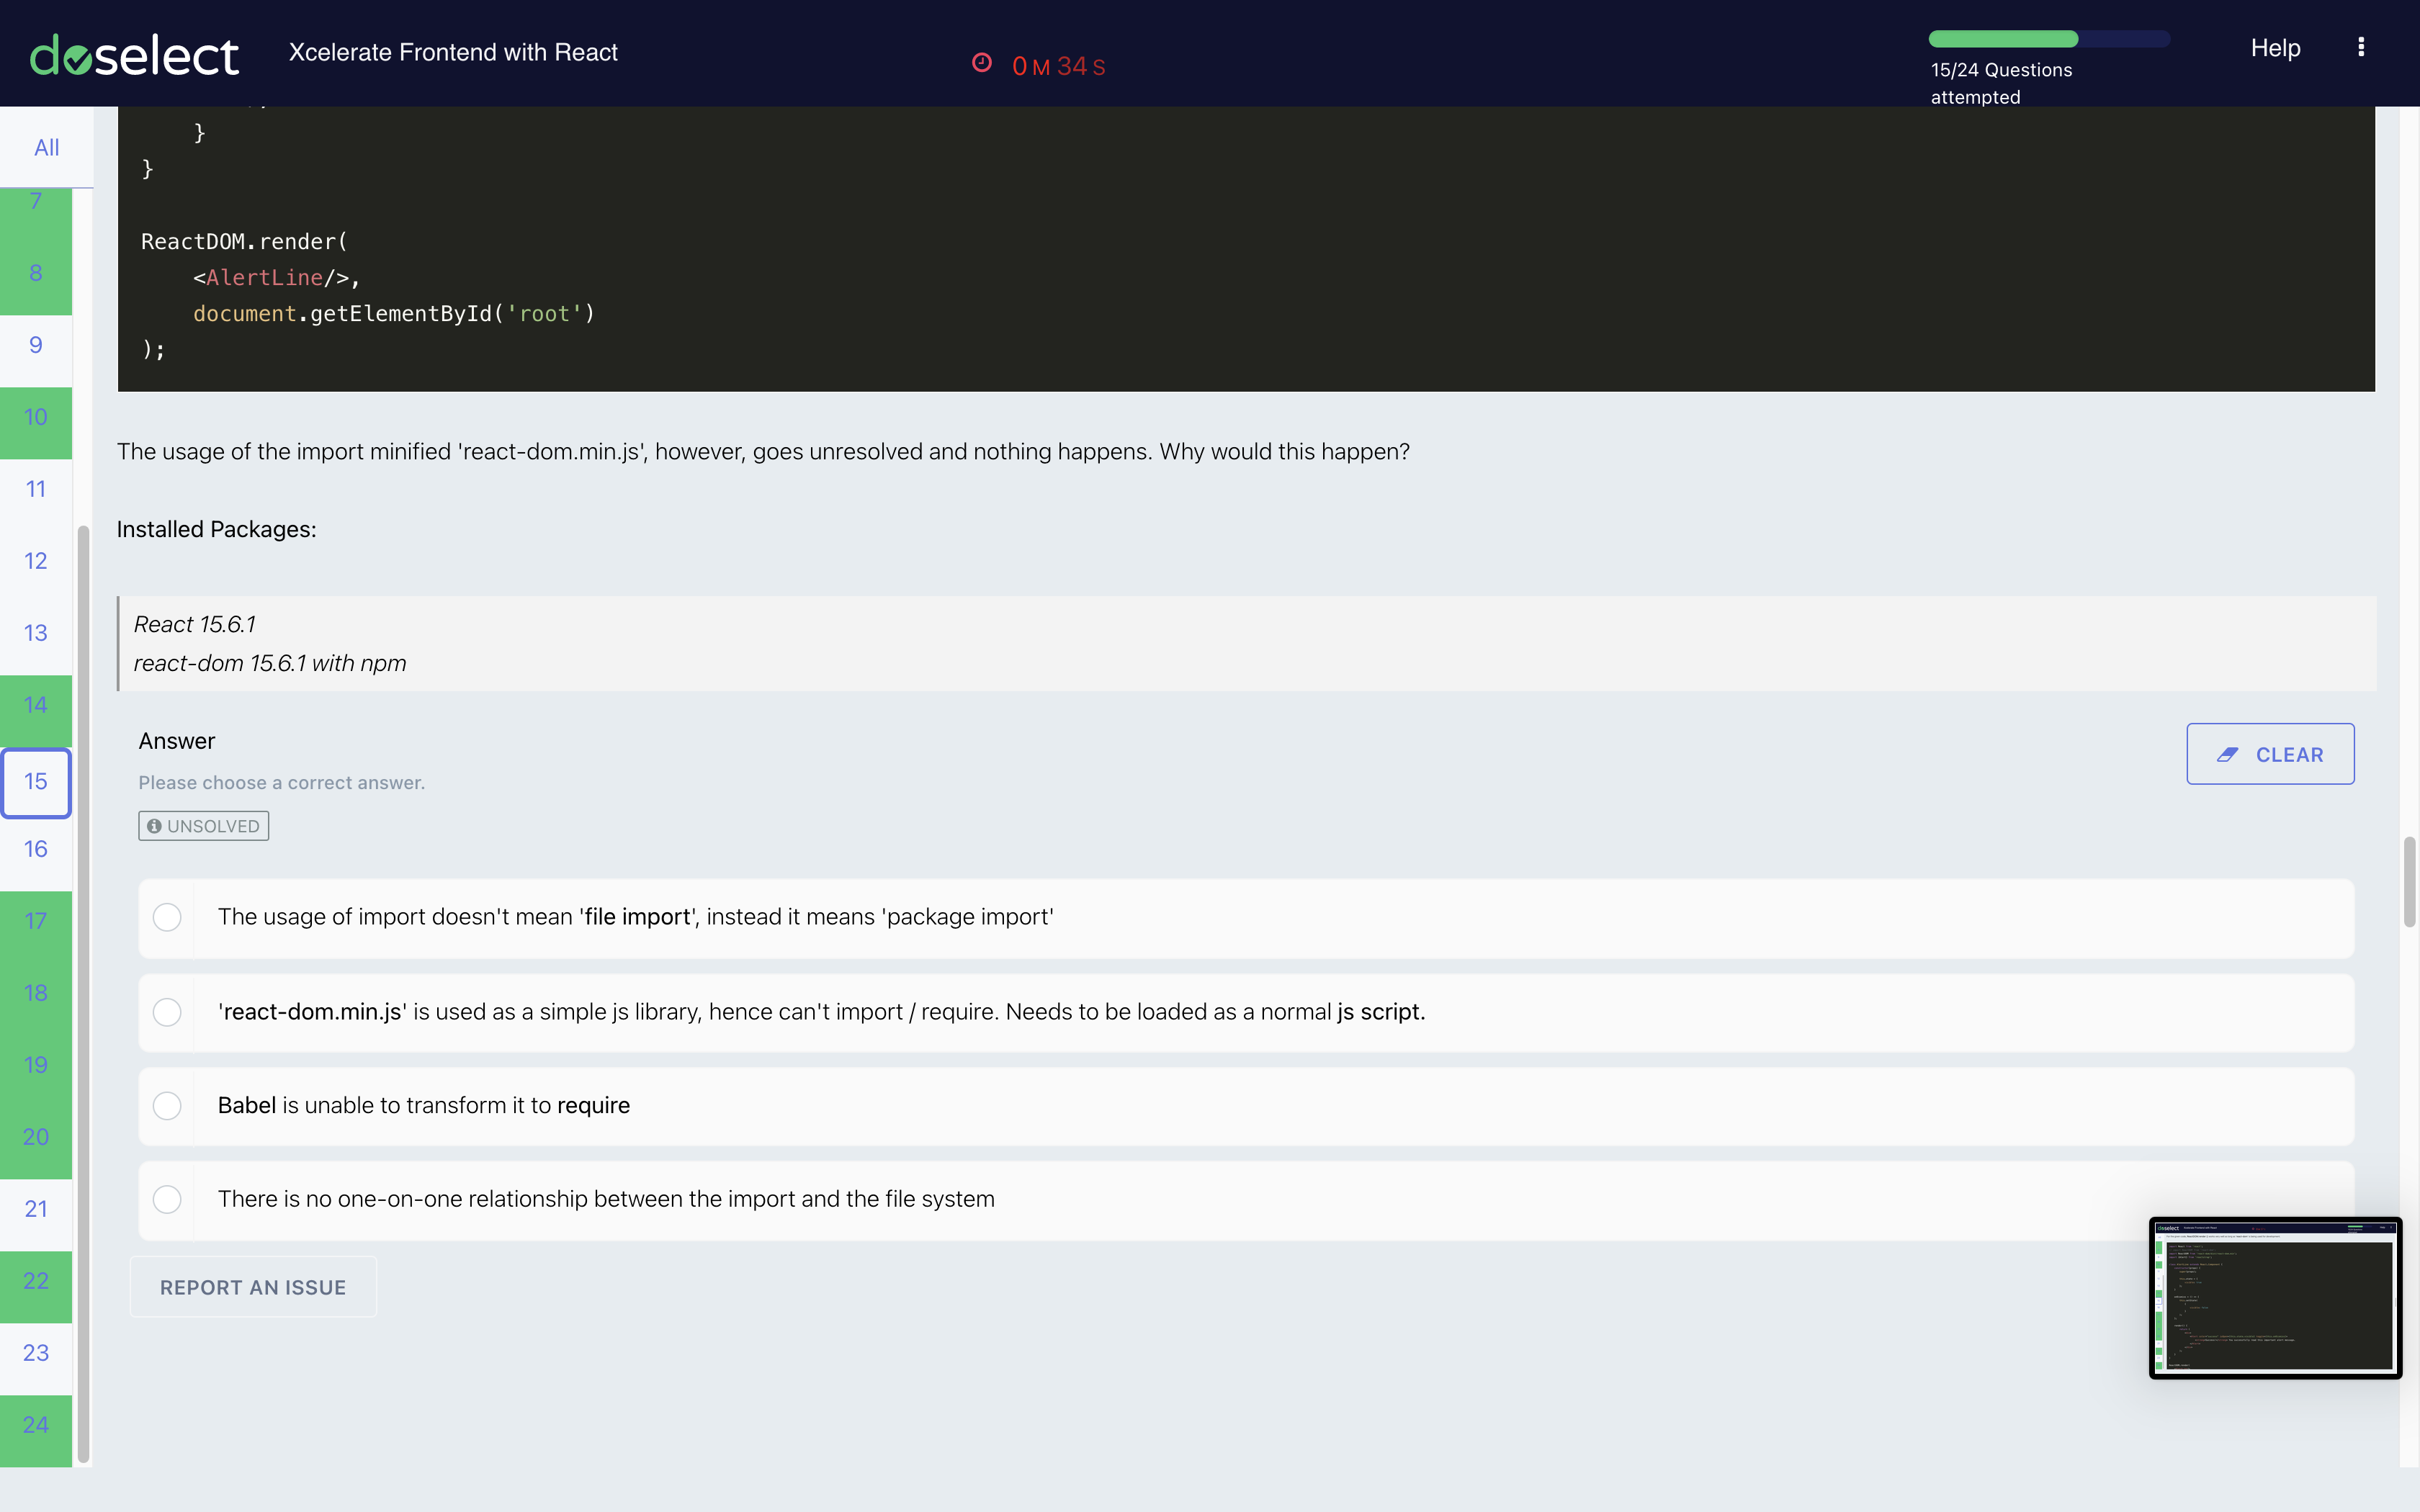 doselect
Xcelerate Frontend with React
0 M 34 S
15/24 Questions
attempted
Help
All
7
8
9
10
11
12
13
14
15
16
17
18
19
20
21
22
23
24
}
}
ReactDOM.render(
<AlertLine/>,
document.getElementById('root')
);
The usage of the import minified 'react-dom.min.js', however, goes unresolved and nothing happens. Why would this happen?
Installed Packages:
React 15.6.1
react-dom 15.6.1 with npm
Answer
Please choose a correct answer.
UNSOLVED
CLEAR
The usage of import doesn't mean 'file import', instead it means 'package import'
'react-dom.min.js' is used as a simple js library, hence can't import / require. Needs to be loaded as a normal js script.
Babel is unable to transform it to require
There is no one-on-one relationship between the import and the file system
REPORT AN ISSUE